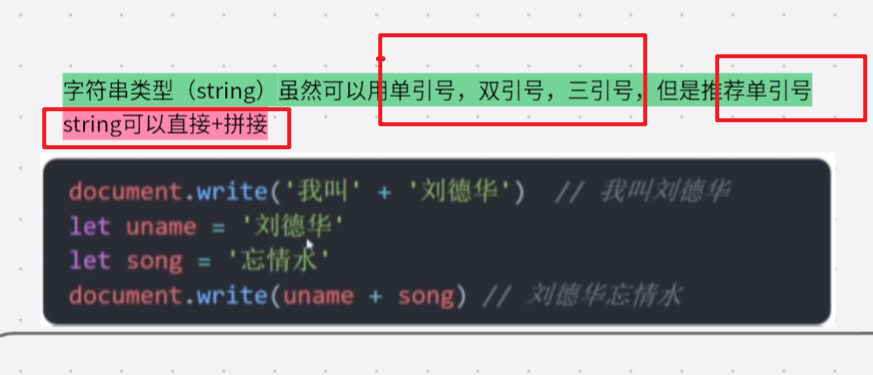 字符串类型（string）虽然可以用单引号，双引号，三引号，但是推荐单引号
string可以直接+拼接
document.write('我叫' + '刘德华')  // 我叫刘德华
let uname = '刘德华'
let song = '忘情水'
document.write(uname + song) // 刘德华忘情水